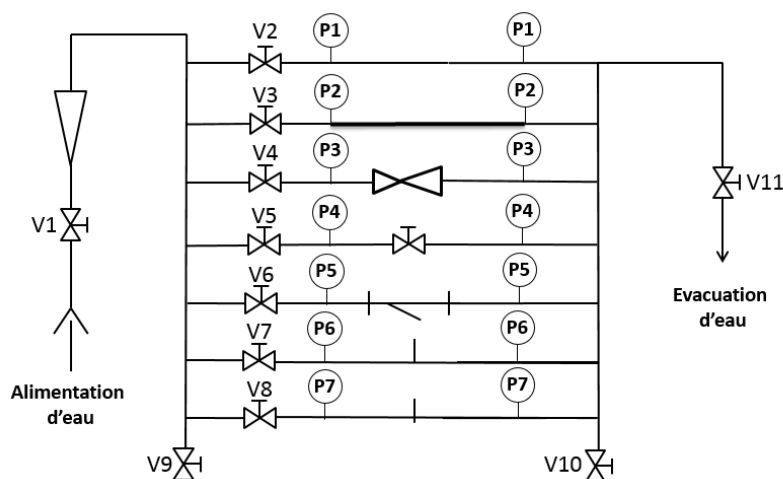 V2 P1 P1
V3 P2 P2
V4 P3 P3
V11
V1
V5 P4 P4
V6 P5 P5
Evacuation
d'eau
V7 P6 P6
Alimentation
d'eau
V8 P7 P7
V9 V10